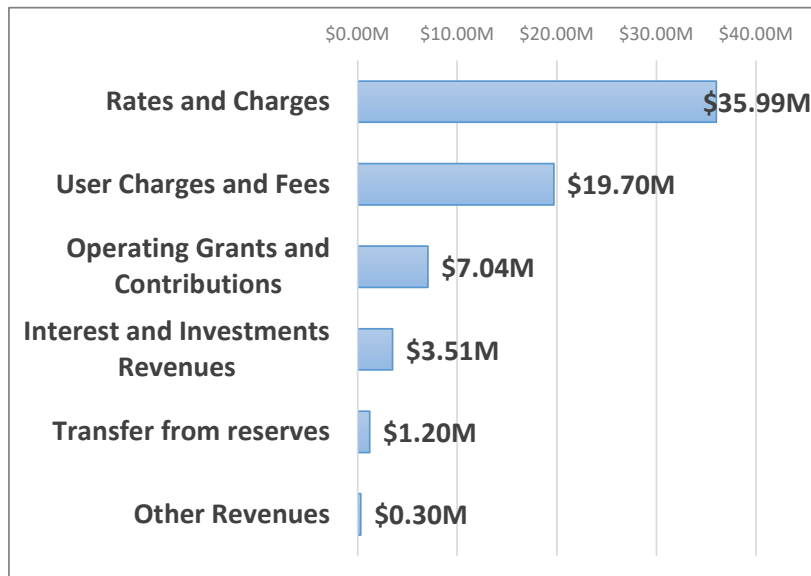 $0.00M $10.00M $20.00M $30.00M $40.00M
Rates and Charges $35.99M
User Charges and Fees $19.70M
Operating Grants and
Contributions $7.04M
Interest and Investments
Revenues $3.51M
Transfer from reserves $1.20M
Other Revenues $0.30M